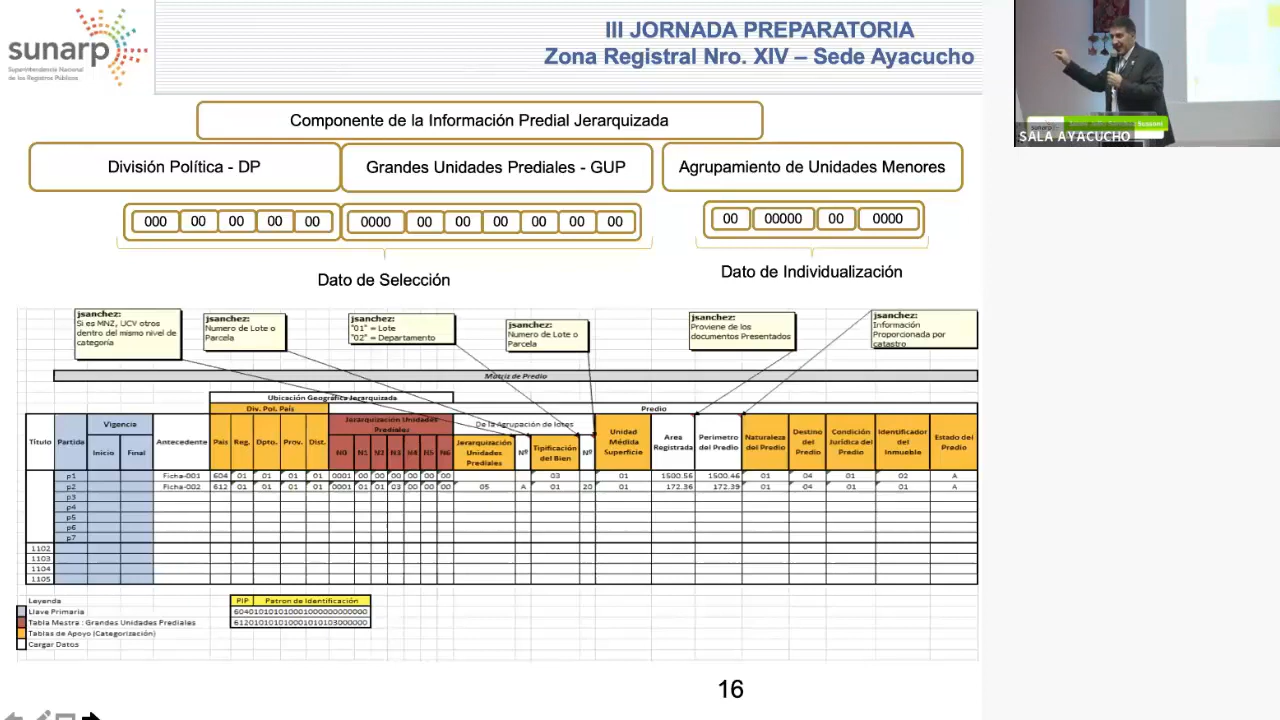 sunarp
Superintendencia Nacional
de los Registros Públicos
III JORNADA PREPARATORIA
Zona Registral Nro. XIV – Sede Ayacucho
sunarp
SALA AYACUCHO
Componente de la Información Predial Jerarquizada
División Política - DP
Grandes Unidades Prediales - GUP
Agrupamiento de Unidades Menores
000 00 00 00 00
0000 00 00 00 00 00 00
00 00000 00 0000
Dato de Selección
Dato de Individualización
jsanchez:
Si es MNZ, UCV otros
dentro del mismo nivel de
categoría
jsanchez:
Numero de Lote o
Parcela
jsanchez:
"01" = Lote
"02" = Departamento
jsanchez:
Numero de Lote o
Parcela
jsanchez:
Proviene de los
documentos Presentados
jsanchez:
Información
Proporcionada por
catastro
Matriz de Predio
Ubicación Geográfica Jerarquizada
Div. Pol. País
Predio
Vigencia
Jerarquización Unidades
Prediales
De la Agrupación de lotes
Título Partida Inicio Final Antecedente País Reg. Dpto. Prov. Dist. N0 N1 N2 N3 N4 N5 N6
Jerarquización
Unidades
Prediales
Nº
Tipificación
del Bien
Nº
Unidad
Médida
Superficie
Area
Registrada
Perimetro
del Predio
Naturaleza
del Predio
Destino
del
Predio
Condición
Jurídica del
Predio
Identificador
del
Inmueble
Estado del
Predio
p1 Ficha-001 604 01 01 01 01 0001 00 00 00 00 00 00 03 01 1500.56 1500.46 01 04 01 02 A
p2 Ficha-002 612 01 01 01 01 0001 01 01 03 00 00 00 05 A 01 20 01 172.36 172.39 01 04 01 01 A
p3
p4
p5
p6
p7
1102
1103
1104
1105
Leyenda
Llave Primaria
Tabla Mestra : Grandes Unidades Prediales
Tablas de Apoyo (Categorización)
Cargar Datos
PIP Patron de Identificación
604010101010001000000000000
612010101010001010103000000
16